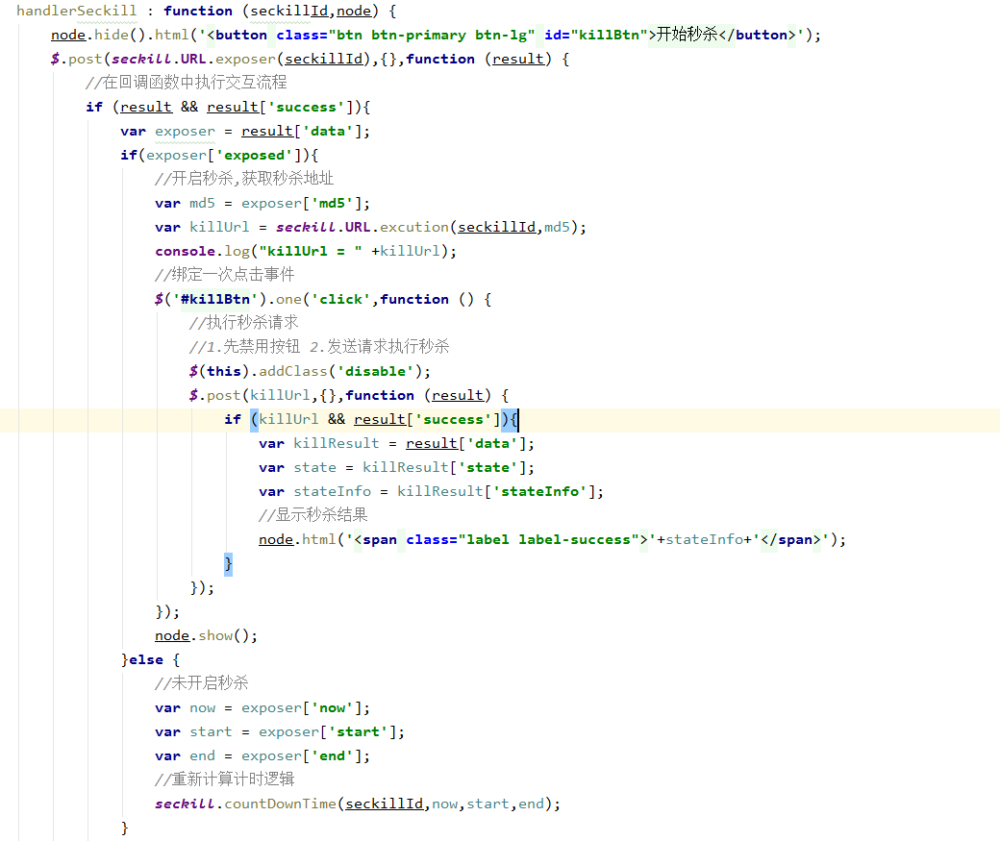 handlerSeckill : function (seckillId,node) {
node.hide().html('<button class="btn btn-primary btn-lg" id="killBtn">开始秒杀</button>');
$.post(seckill.URL.exposer(seckillId),{},function (result) {
//在回调函数中执行交互流程
if (result && result['success']){
var exposer = result['data'];
if(exposer['exposed']){
//开启秒杀,获取秒杀地址
var md5 = exposer['md5'];
var killUrl = seckill.URL.excution(seckillId,md5);
console.log("killUrl = " +killUrl);
//绑定一次点击事件
$('#killBtn').one('click',function () {
//执行秒杀请求
//1.先禁用按钮 2.发送请求执行秒杀
$(this).addClass('disable');
$.post(killUrl,{},function (result) {
if (killUrl && result['success']){
var killResult = result['data'];
var state = killResult['state'];
var stateInfo = killResult['stateInfo'];
//显示秒杀结果
node.html('<span class="label label-success">'+stateInfo+'</span>');
}
});
});
node.show();
}else {
//未开启秒杀
var now = exposer['now'];
var start = exposer['start'];
var end = exposer['end'];
//重新计算计时逻辑
seckill.countDownTime(seckillId,now,start,end);
}